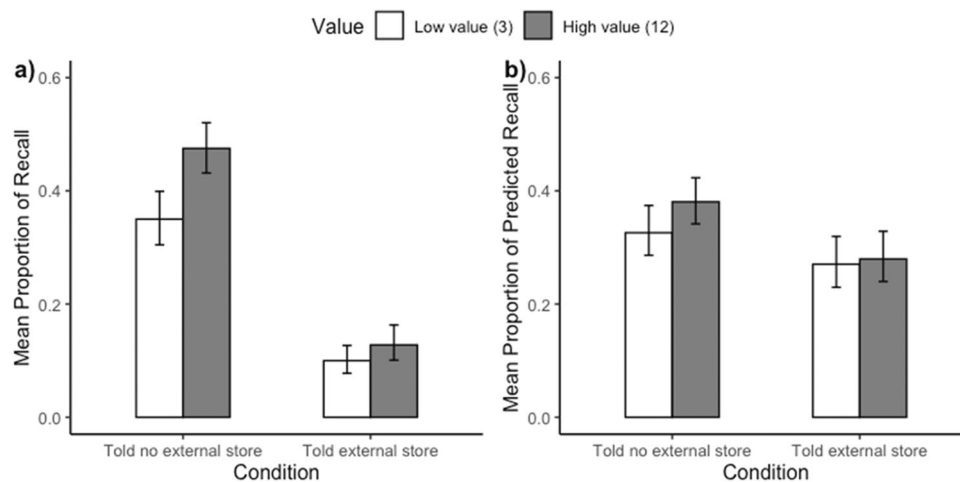 Value Low value (3) High value (12)
a)
Mean Proportion of Recall
0.6
0.4
0.2
0.0
Told no external store Told external store
Condition
b)
Mean Proportion of Predicted Recall
0.6
0.4
0.2
0.0
Told no external store Told external store
Condition